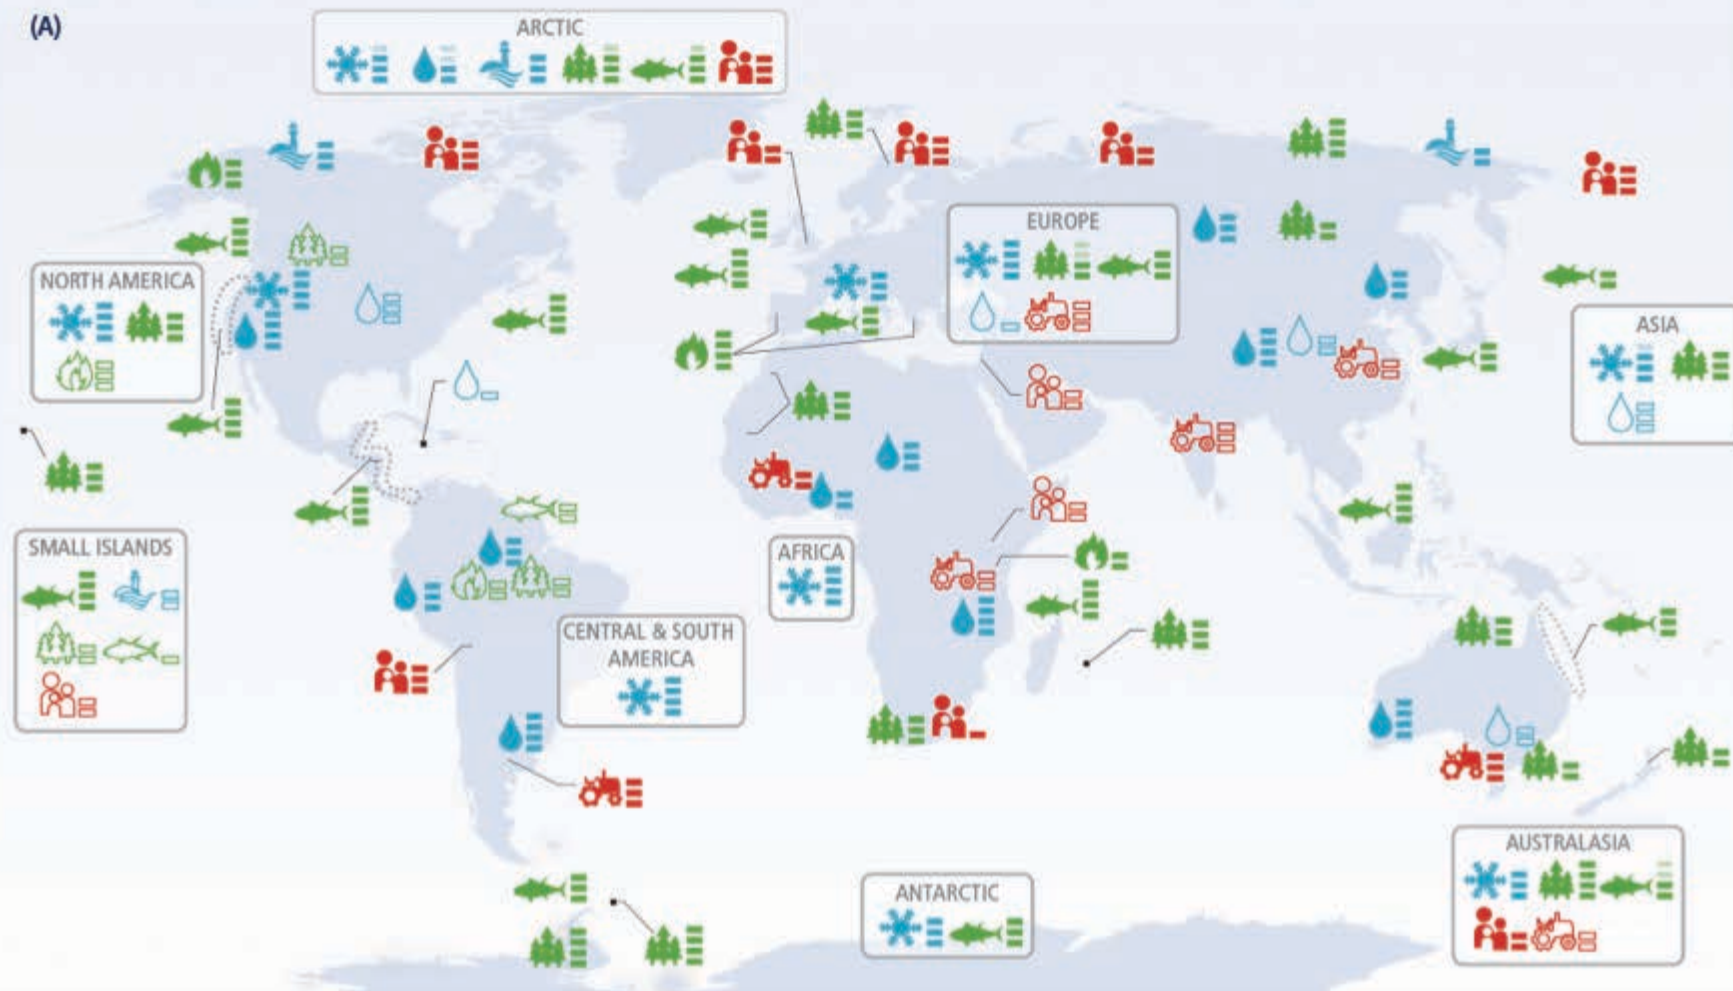 (A)
ARCTIC
EUROPE
NORTH AMERICA
ASIA
SMALL ISLANDS
AFRICA
CENTRAL & SOUTH
AMERICA
AUSTRALASIA
ANTARCTIC